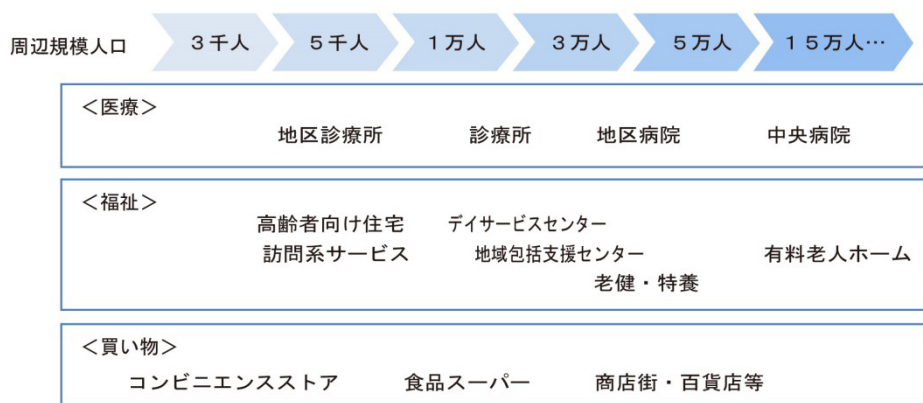 周辺規模人口 3千人 5千人 1万人 3万人 5万人 15万人…
<医療>
地区診療所 診療所 地区病院 中央病院
<福祉>
高齢者向け住宅 デイサービスセンター
訪問系サービス 地域包括支援センター 有料老人ホーム
老健・特養
<買い物>
コンビニエンスストア 食品スーパー 商店街・百貨店等